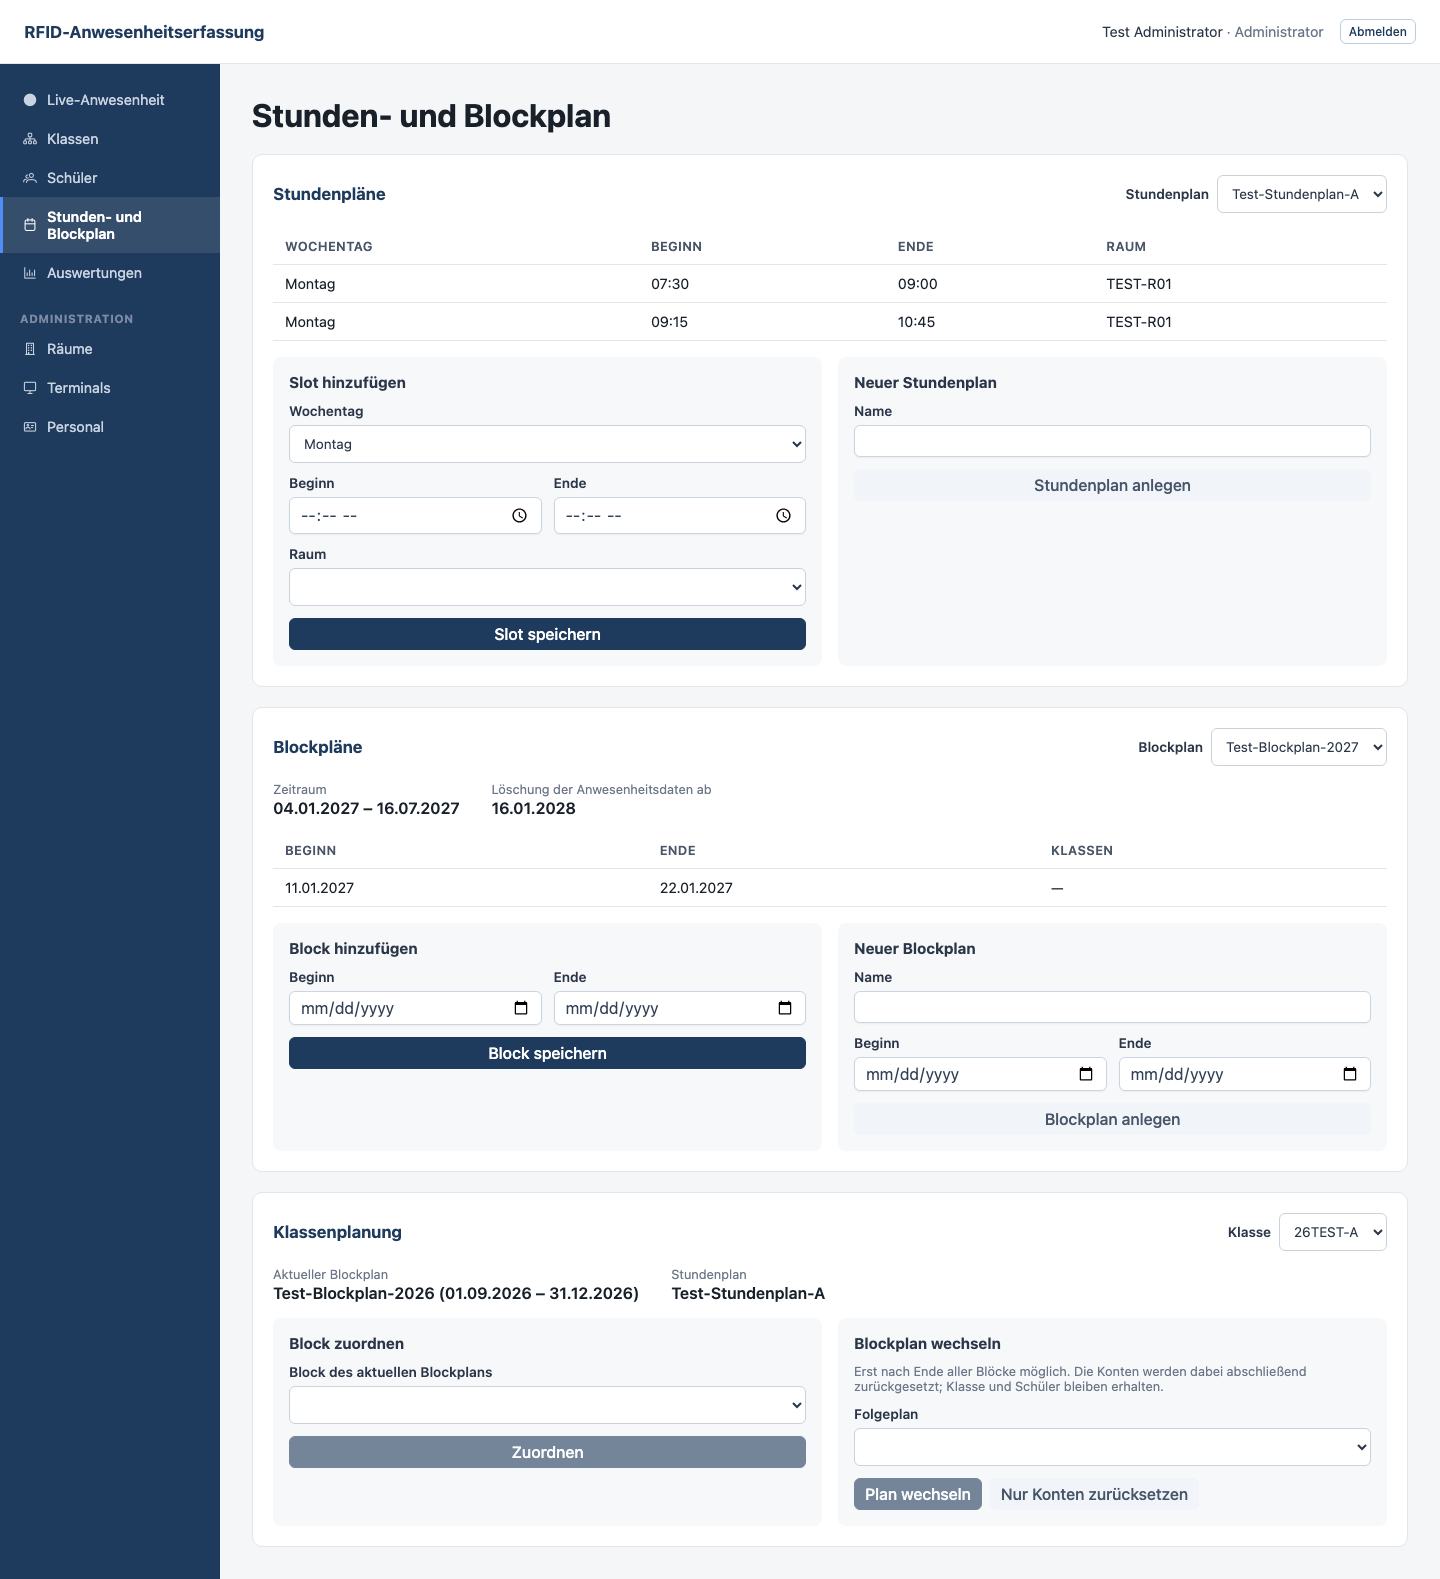 RFID-Anwesenheitserfassung
Test Administrator · Administrator
Abmelden
Live-Anwesenheit
Klassen
Schüler
Stunden- und
Blockplan
Auswertungen
ADMINISTRATION
Räume
Terminals
Personal
Stunden- und Blockplan
Stundenpläne
Stundenplan
Test-Stundenplan-A
WOCHENTAG BEGINN ENDE RAUM
Montag 07:30 09:00 TEST-R01
Montag 09:15 10:45 TEST-R01
Slot hinzufügen
Wochentag
Montag
Beginn Ende
--:-- -- --:-- --
Raum
Slot speichern
Neuer Stundenplan
Name
Stundenplan anlegen
Blockpläne
Blockplan
Test-Blockplan-2027
Zeitraum
04.01.2027 – 16.07.2027
Löschung der Anwesenheitsdaten ab
16.01.2028
BEGINN ENDE KLASSEN
11.01.2027 22.01.2027 —
Block hinzufügen
Beginn Ende
mm/dd/yyyy mm/dd/yyyy
Block speichern
Neuer Blockplan
Name
Beginn Ende
mm/dd/yyyy mm/dd/yyyy
Blockplan anlegen
Klassenplanung
Klasse
26TEST-A
Aktueller Blockplan
Test-Blockplan-2026 (01.09.2026 – 31.12.2026)
Stundenplan
Test-Stundenplan-A
Block zuordnen
Block des aktuellen Blockplans
Zuordnen
Blockplan wechseln
Erst nach Ende aller Blöcke möglich. Die Konten werden dabei abschließend
zurückgesetzt; Klasse und Schüler bleiben erhalten.
Folgeplan
Plan wechseln
Nur Konten zurücksetzen